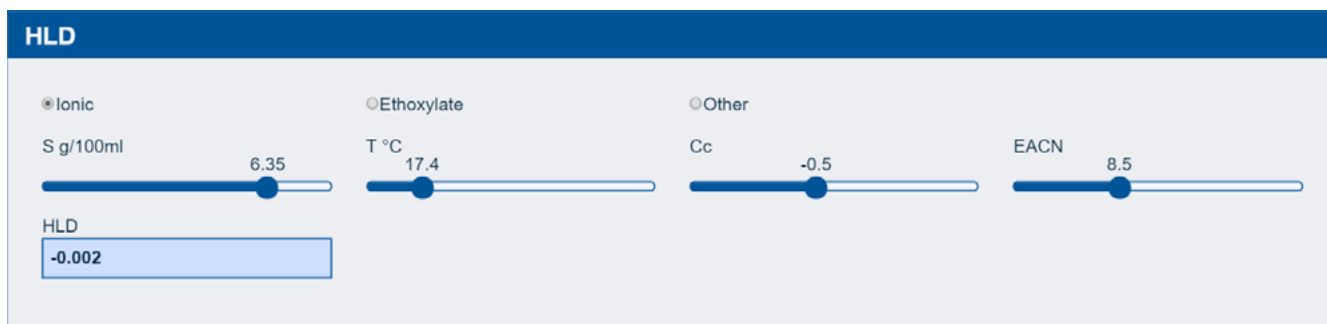 HLD
Ionic Ethoxylate Other
S g/100ml T °C Cc EACN
6.35 17.4 -0.5 8.5
HLD
-0.002